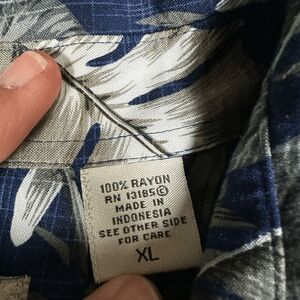 100% RAYON
RN 13185©
MADE IN
INDONESIA
SEE OTHER SIDE
FOR CARE
XL